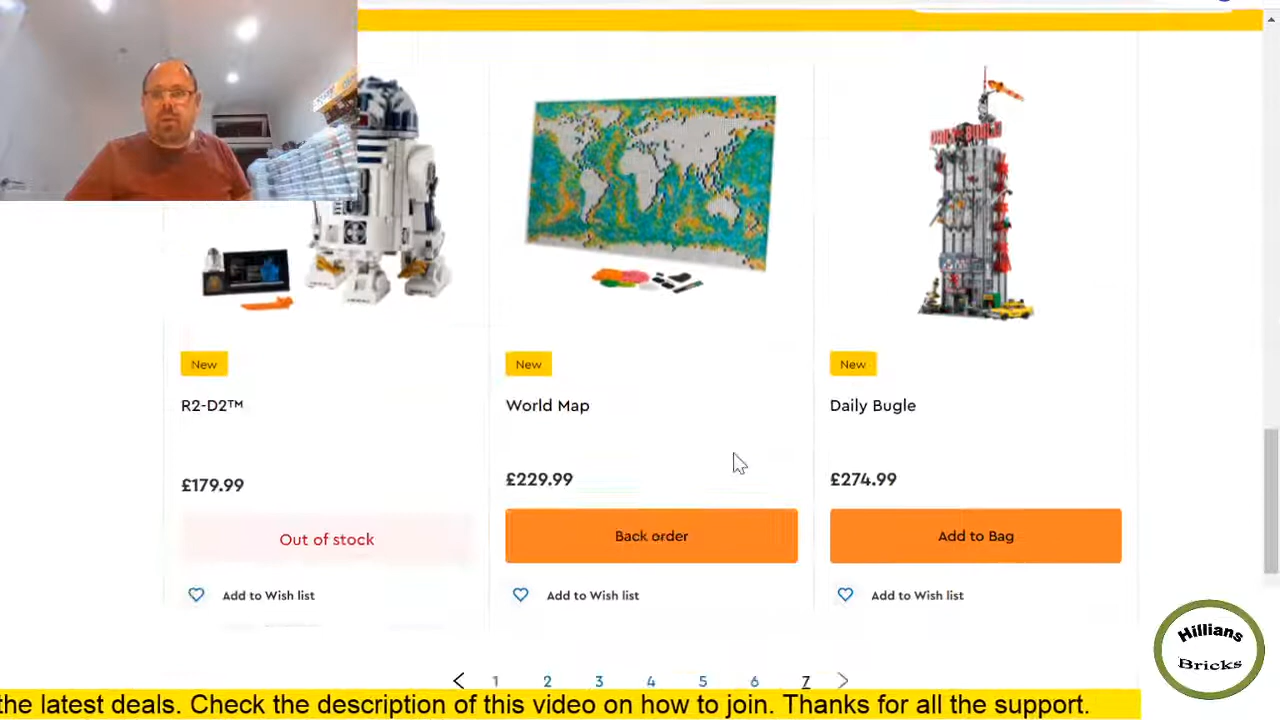 DAILY BUGLE
New
New
New
R2-D2™
World Map
Daily Bugle
£179.99
£229.99
£274.99
Out of stock
Back order
Add to Bag
Add to Wish list
Add to Wish list
Add to Wish list
1 2 3 4 5 6 7
Hillians
Bricks
the latest deals. Check the description of this video on how to join. Thanks for all the support.